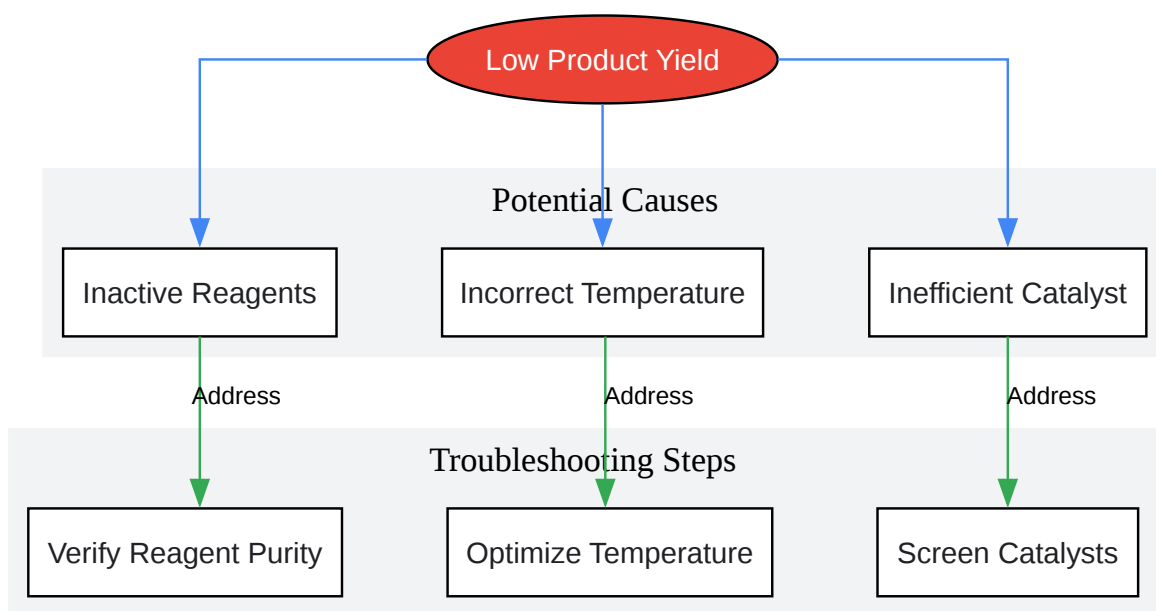 Low Product Yield
Potential Causes
Inactive Reagents
Incorrect Temperature
Inefficient Catalyst
Address
Address
Address
Troubleshooting Steps
Verify Reagent Purity
Optimize Temperature
Screen Catalysts